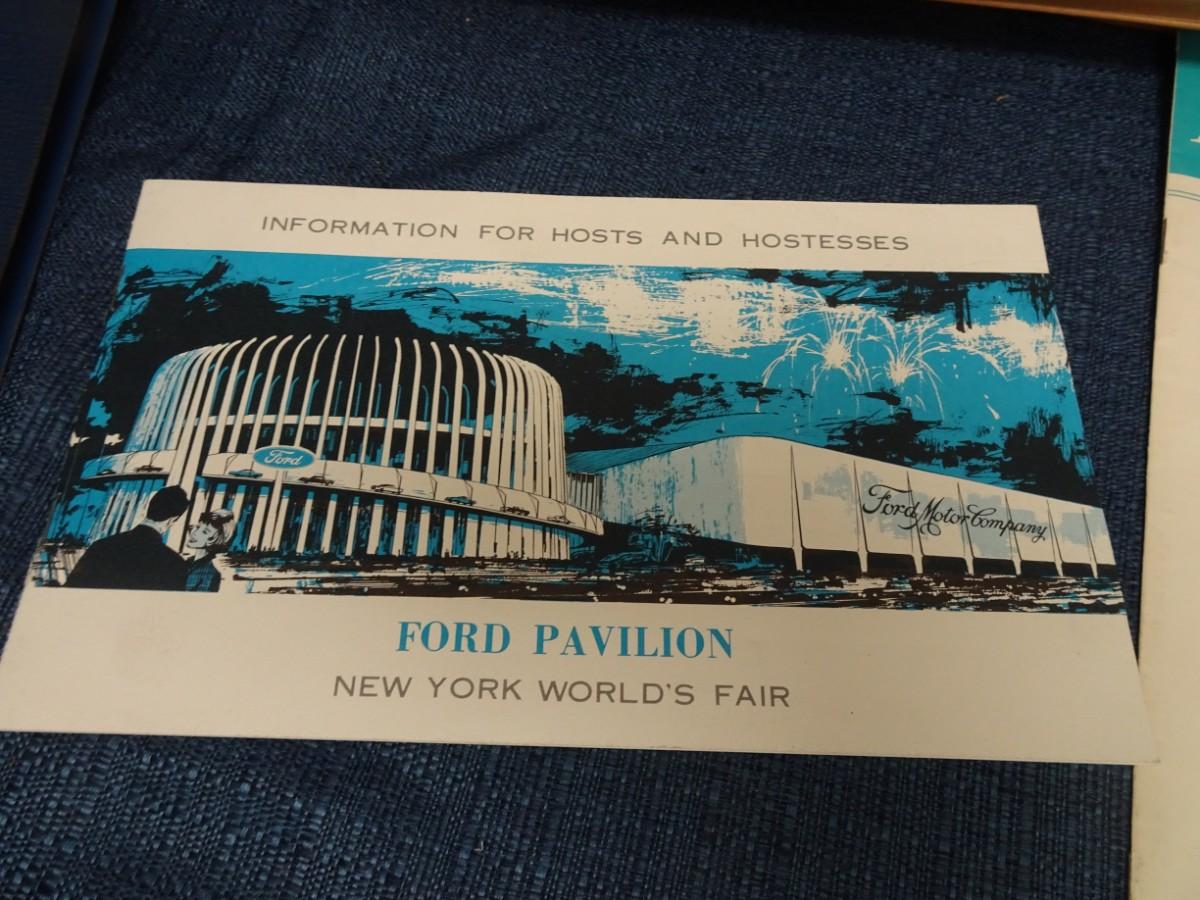 INFORMATION FOR HOSTS AND HOSTESSES
Ford
Ford Motor Company
FORD PAVILION
NEW YORK WORLD'S FAIR